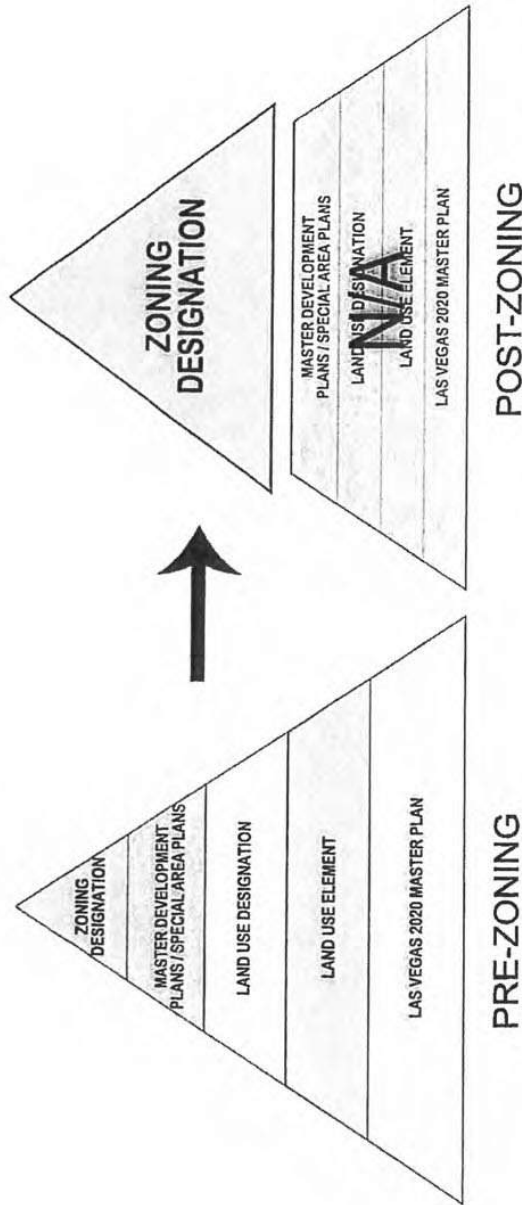 ZONING
DESIGNATION
MASTER DEVELOPMENT
PLANS / SPECIAL AREA PLANS
LAND USE DESIGNATION
LAND USE ELEMENT
LAS VEGAS 2020 MASTER PLAN
PRE-ZONING
ZONING
DESIGNATION
MASTER DEVELOPMENT
PLANS / SPECIAL AREA PLANS
LAND USE DESIGNATION
N/A
LAND USE ELEMENT
LAS VEGAS 2020 MASTER PLAN
POST-ZONING